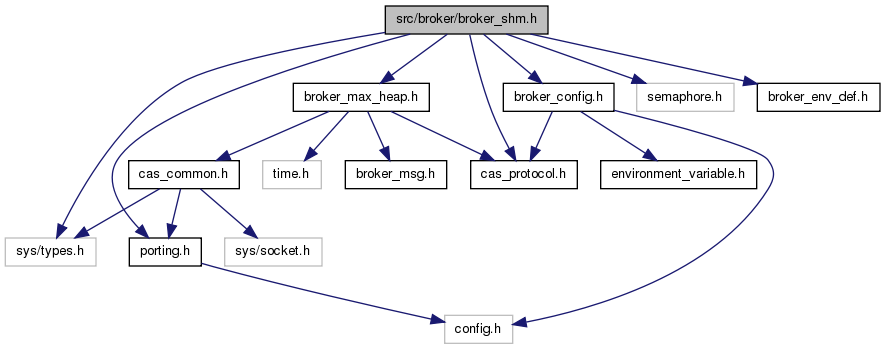 src/broker/broker_shm.h
broker_max_heap.h
broker_config.h
semaphore.h
broker_env_def.h
cas_common.h
time.h
broker_msg.h
cas_protocol.h
environment_variable.h
sys/types.h
porting.h
sys/socket.h
config.h